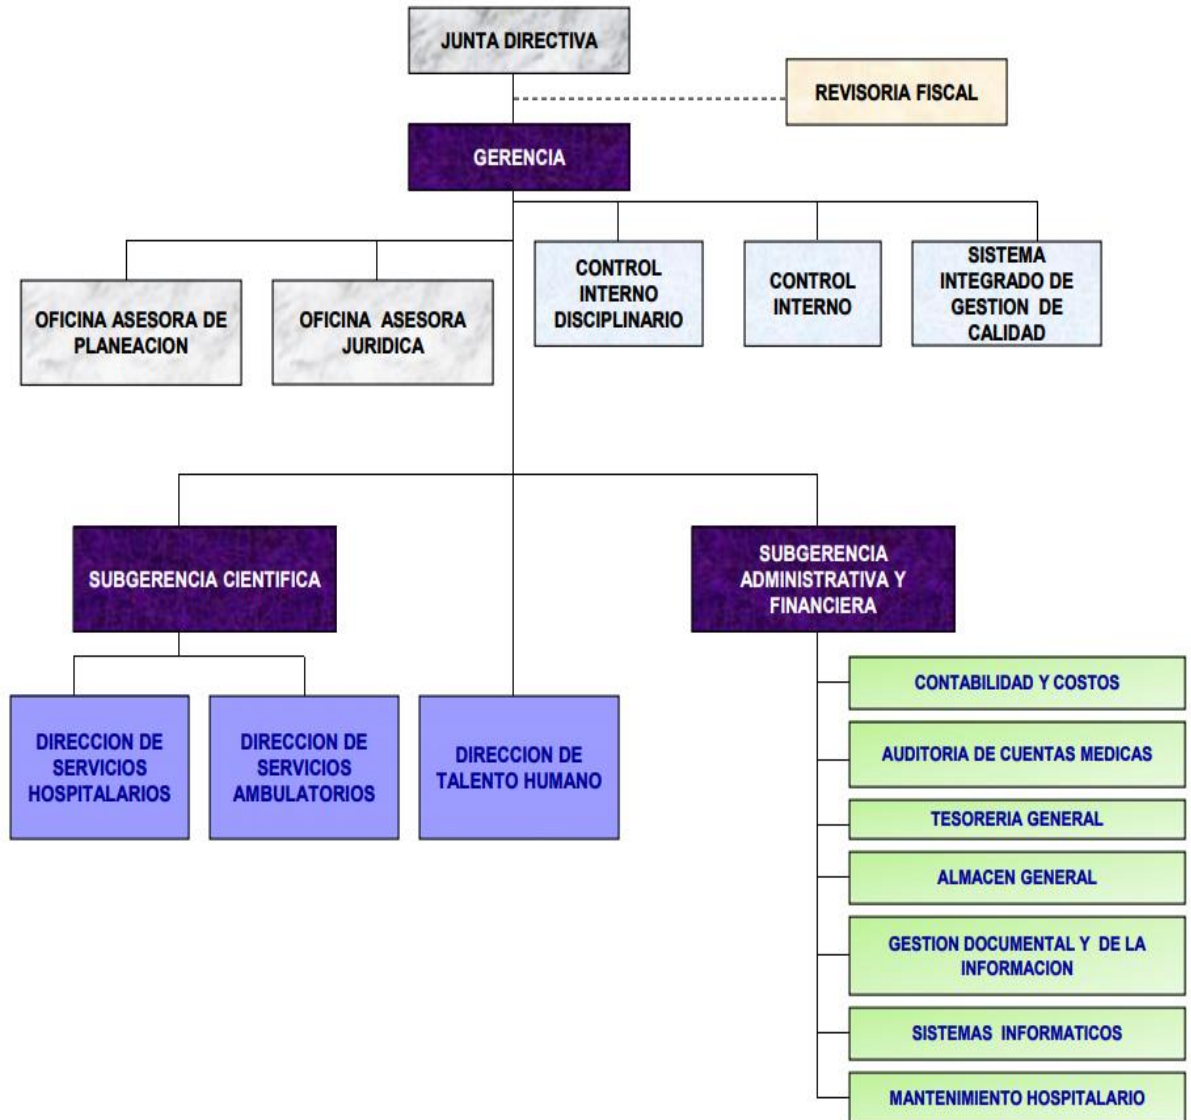 JUNTA DIRECTIVA
REVISORIA FISCAL
GERENCIA
OFICINA ASESORA DE
PLANEACION
OFICINA ASESORA
JURIDICA
CONTROL
INTERNO
DISCIPLINARIO
CONTROL
INTERNO
SISTEMA
INTEGRADO DE
GESTION DE
CALIDAD
SUBGERENCIA CIENTIFICA
SUBGERENCIA
ADMINISTRATIVA Y
FINANCIERA
DIRECCION DE
SERVICIOS
HOSPITALARIOS
DIRECCION DE
SERVICIOS
AMBULATORIOS
DIRECCION DE
TALENTO HUMANO
CONTABILIDAD Y COSTOS
AUDITORIA DE CUENTAS MEDICAS
TESORERIA GENERAL
ALMACEN GENERAL
GESTION DOCUMENTAL Y DE LA
INFORMACION
SISTEMAS INFORMATICOS
MANTENIMIENTO HOSPITALARIO